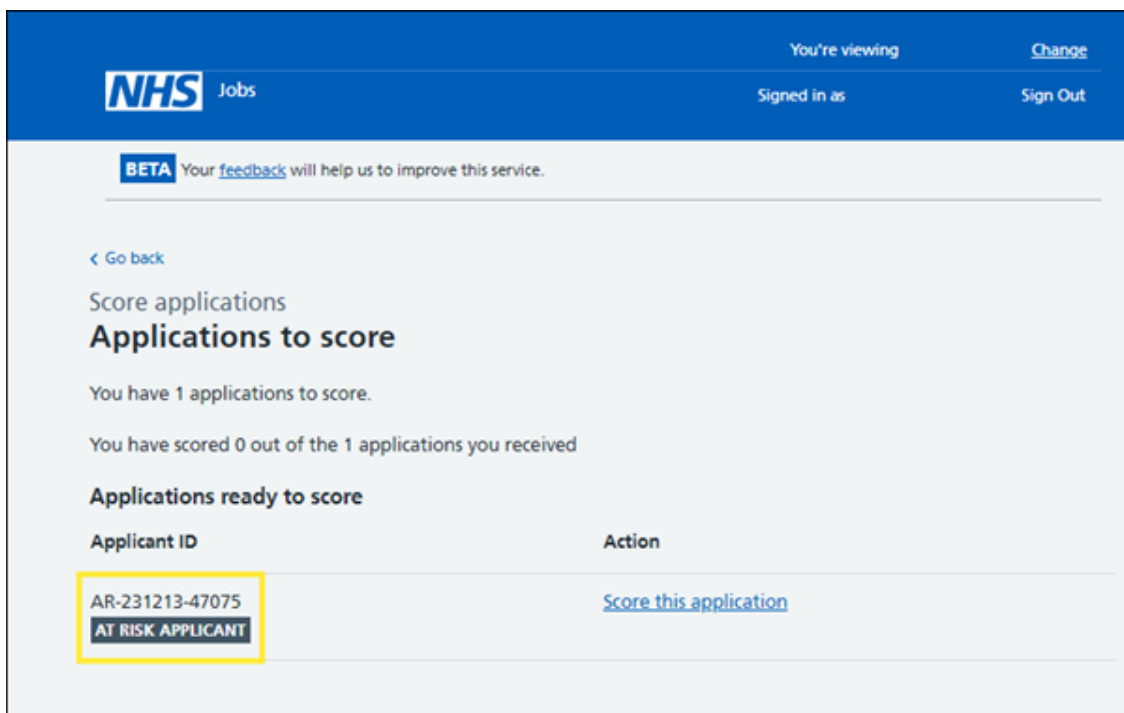 You're viewing Change
NHS Jobs
Signed in as Sign Out
BETA Your feedback will help us to improve this service.
< Go back
Score applications
Applications to score
You have 1 applications to score.
You have scored 0 out of the 1 applications you received
Applications ready to score
Applicant ID Action
AR-231213-47075 Score this application
AT RISK APPLICANT